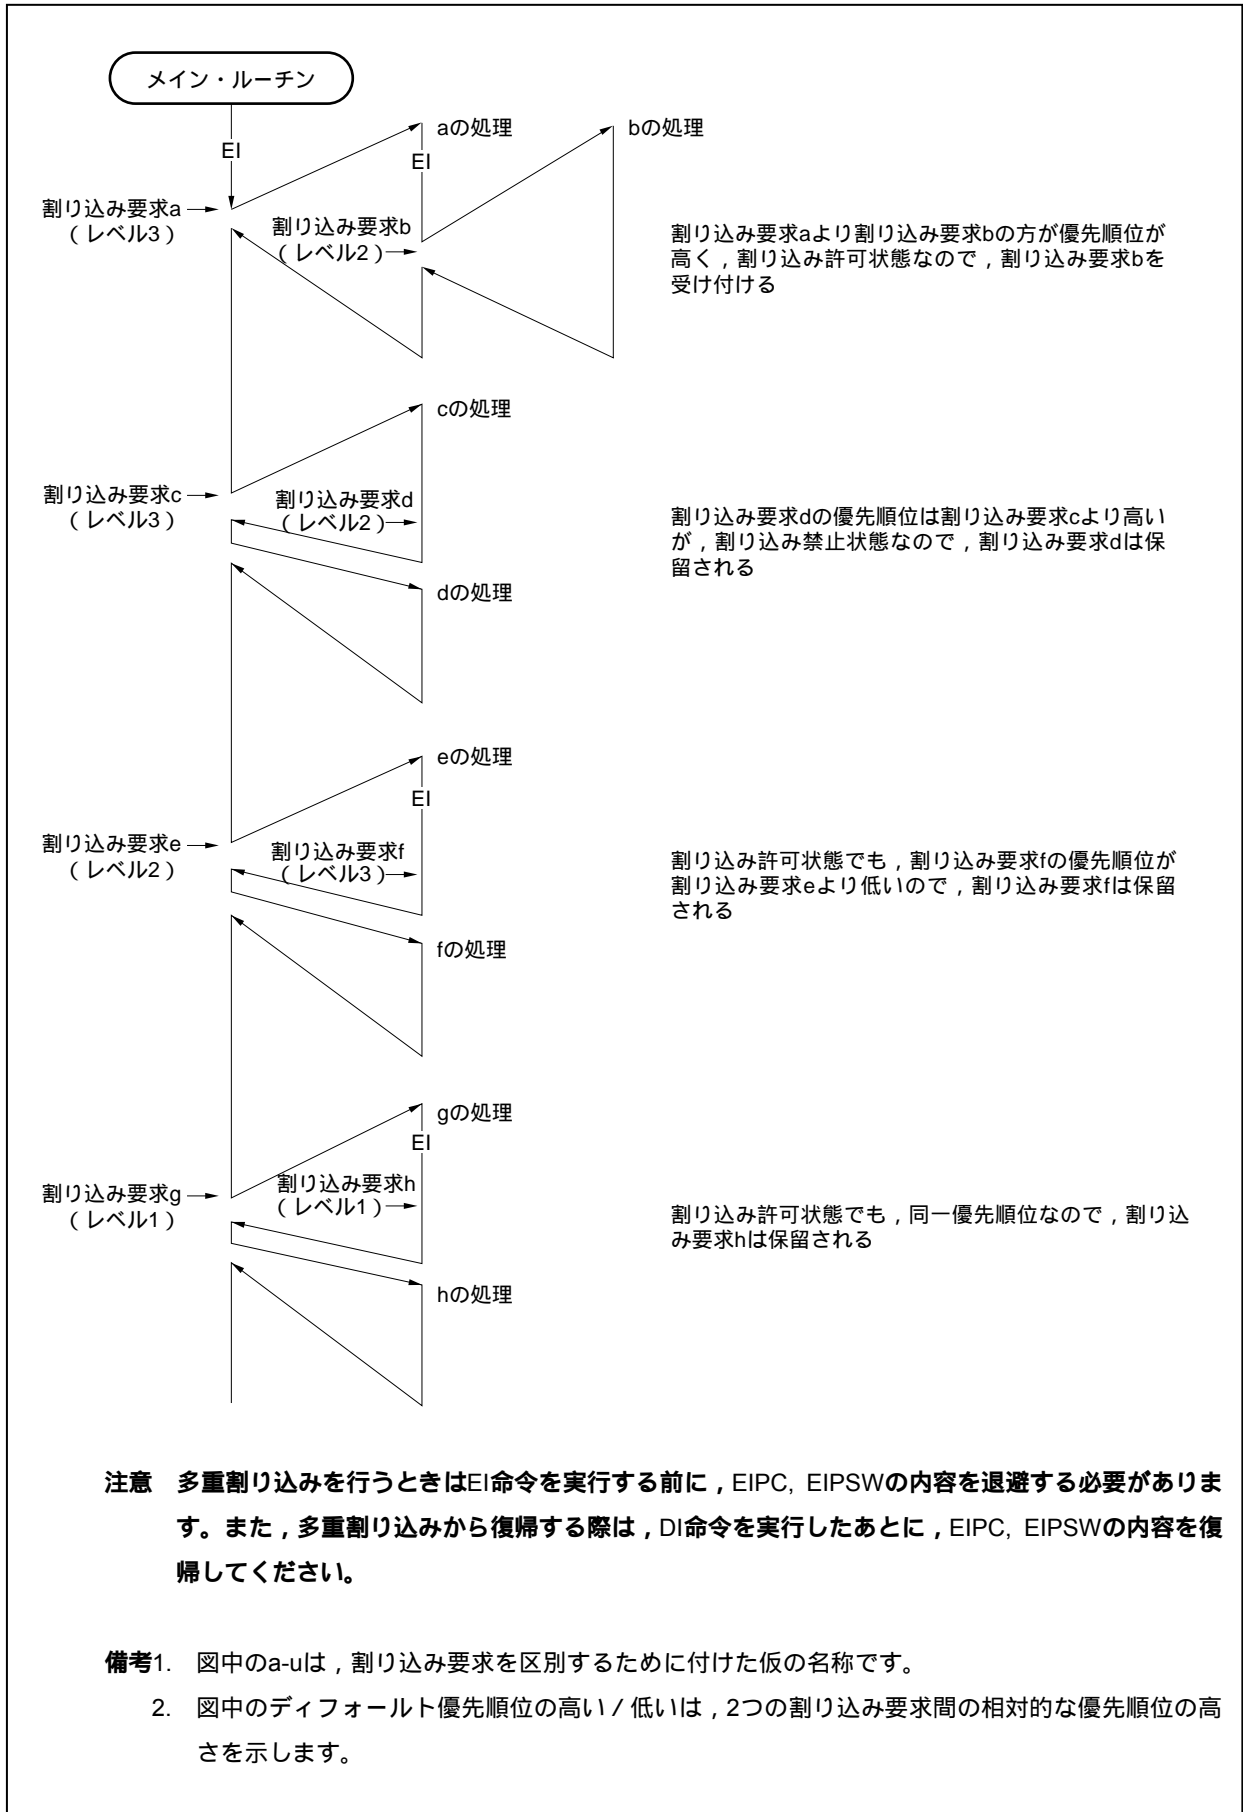 メイン・ルーチン
EI
aの処理
EI
bの処理
割り込み要求a
（レベル3）
割り込み要求b
（レベル2）
割り込み要求aより割り込み要求bの方が優先順位が
高く，割り込み許可状態なので，割り込み要求bを
受け付ける
cの処理
割り込み要求c
（レベル3）
割り込み要求d
（レベル2）
割り込み要求dの優先順位は割り込み要求cより高い
が，割り込み禁止状態なので，割り込み要求dは保
留される
dの処理
eの処理
EI
割り込み要求e
（レベル2）
割り込み要求f
（レベル3）
割り込み許可状態でも，割り込み要求fの優先順位が
割り込み要求eより低いので，割り込み要求fは保留
される
fの処理
gの処理
EI
割り込み要求g
（レベル1）
割り込み要求h
（レベル1）
割り込み許可状態でも，同一優先順位なので，割り込
み要求hは保留される
hの処理
注意 多重割り込みを行うときはEI命令を実行する前に，EIPC, EIPSWの内容を退避する必要がありま
す。また，多重割り込みから復帰する際は，DI命令を実行したあとに，EIPC, EIPSWの内容を復
帰してください。
備考1. 図中のa-uは，割り込み要求を区別するために付けた仮の名称です。
2. 図中のディフォールト優先順位の高い／低いは，2つの割り込み要求間の相対的な優先順位の高
さを示します。